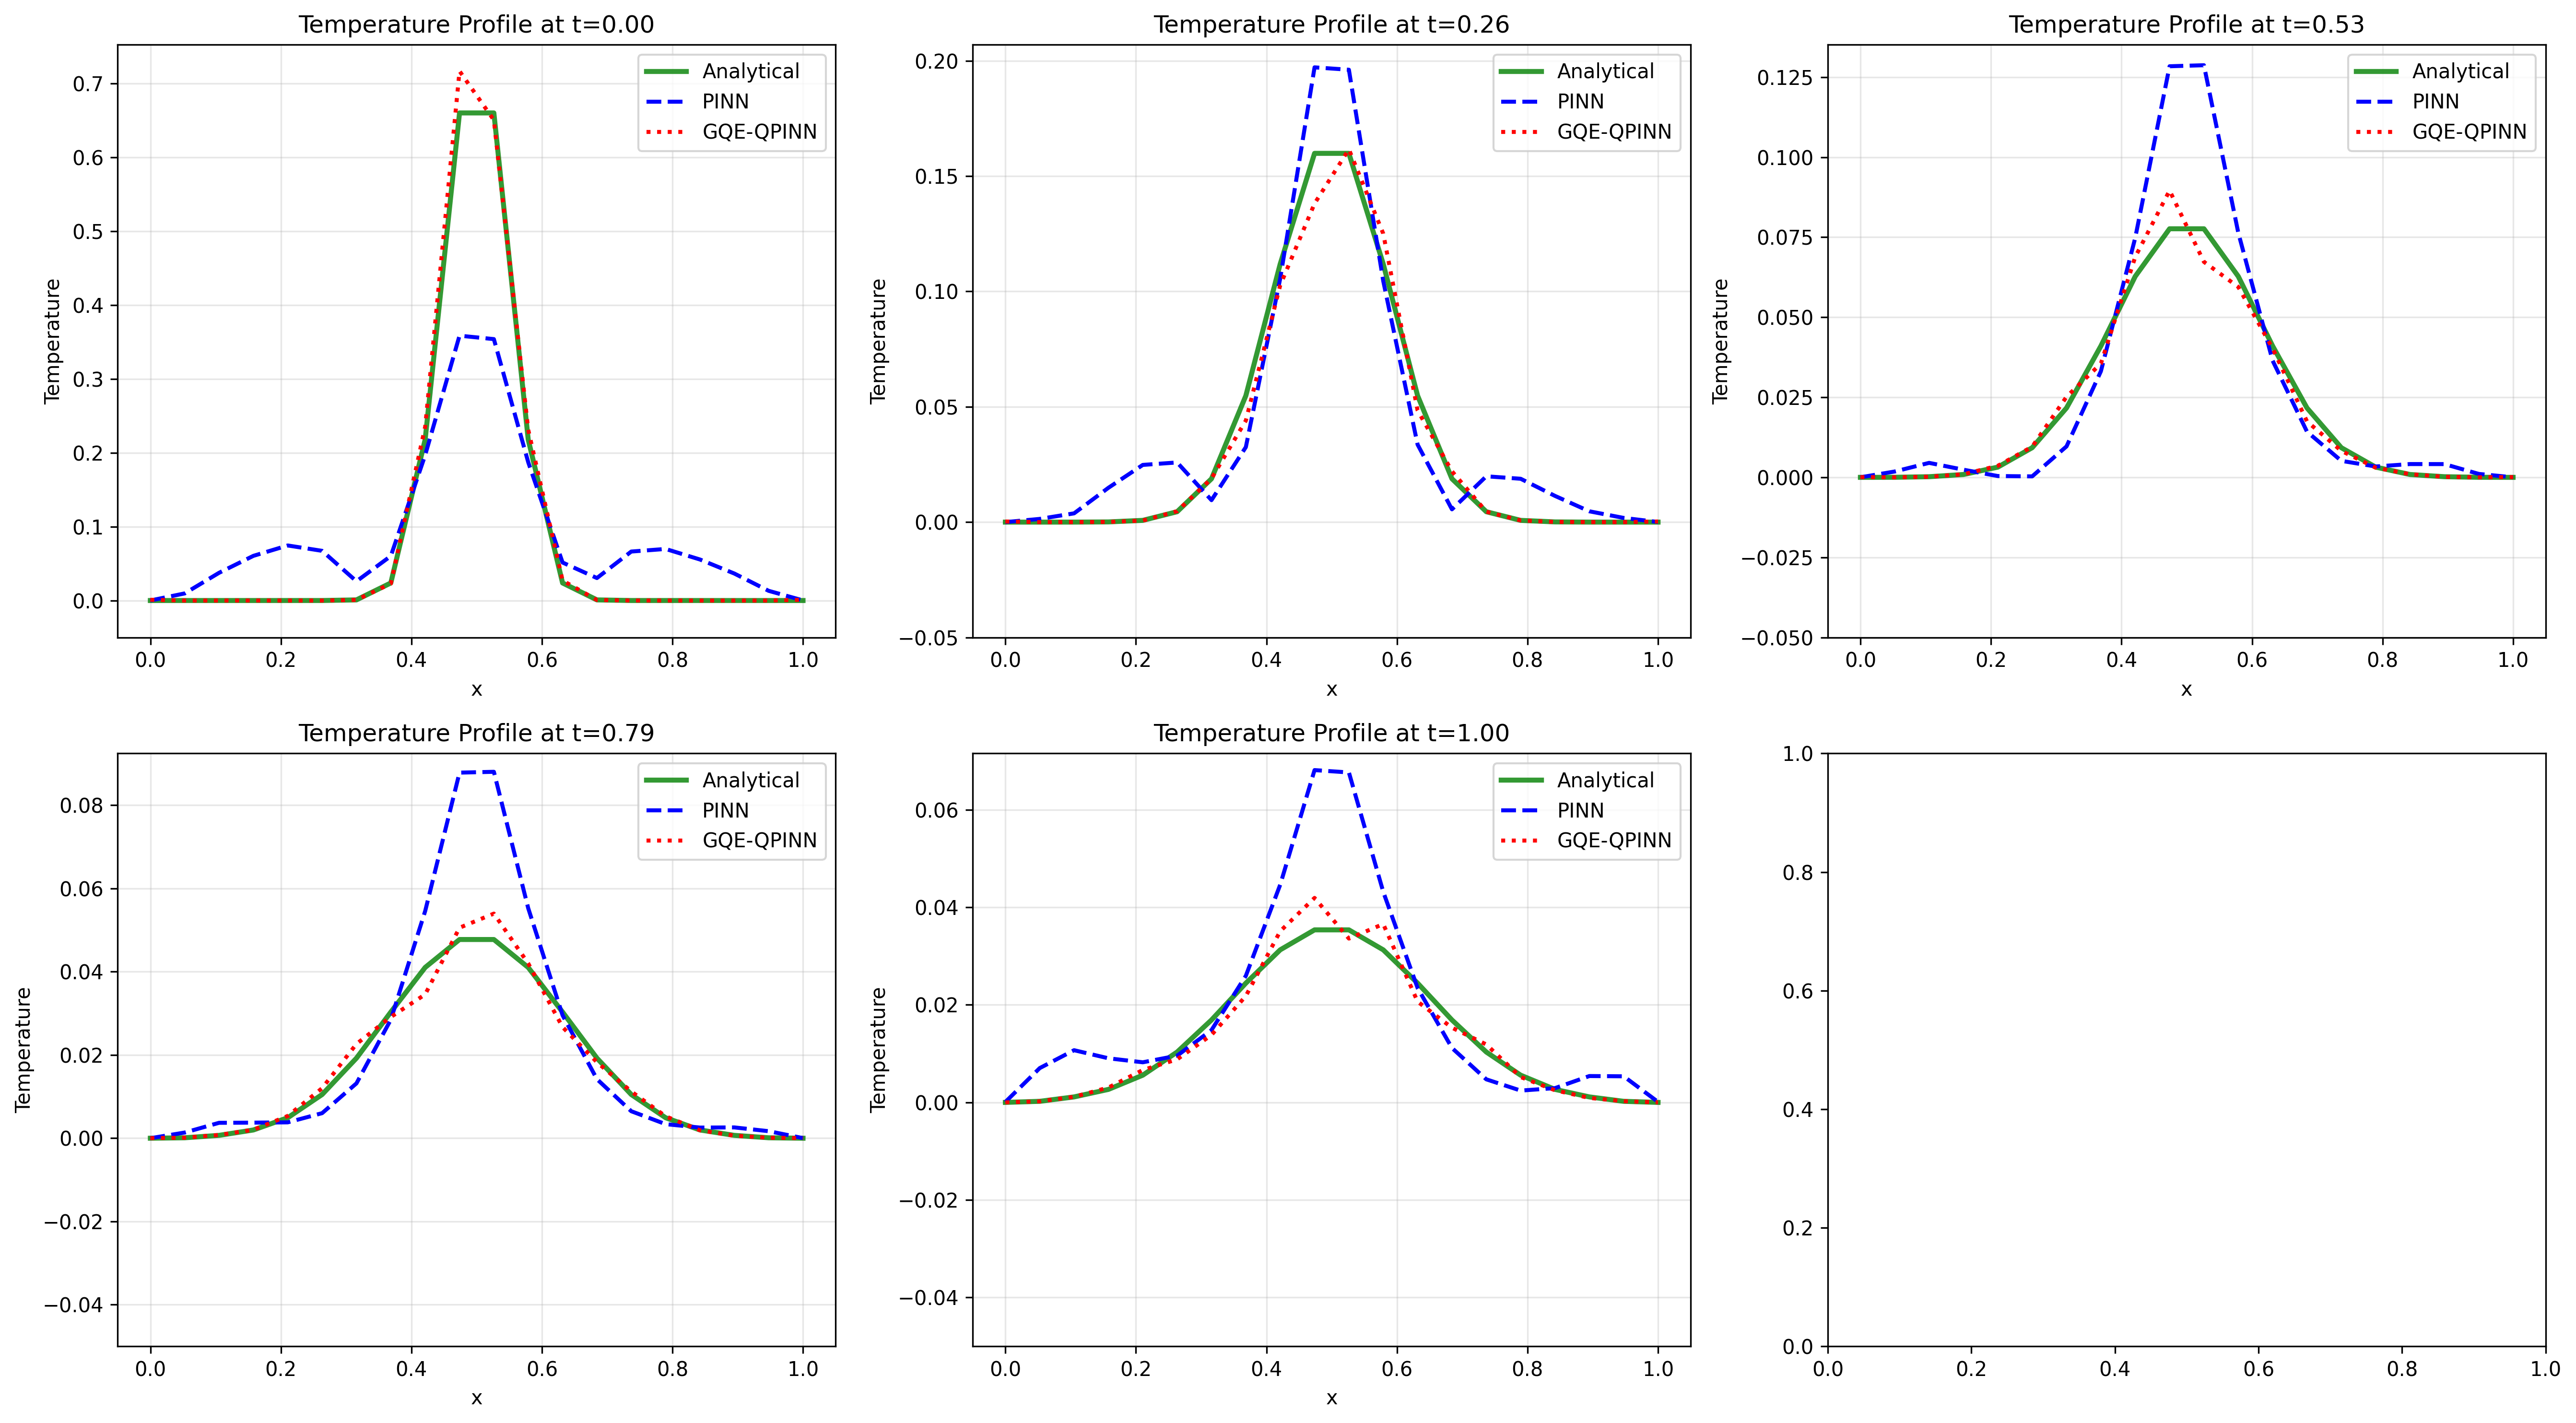 Temperature Profile at t=0.00
Analytical
PINN
GQE-QPINN
Temperature
0.7
0.6
0.5
0.4
0.3
0.2
0.1
0.0
0.0 0.2 0.4 0.6 0.8 1.0
x
Temperature Profile at t=0.26
Analytical
PINN
GQE-QPINN
Temperature
0.20
0.15
0.10
0.05
0.00
−0.05
0.0 0.2 0.4 0.6 0.8 1.0
x
Temperature Profile at t=0.53
Analytical
PINN
GQE-QPINN
Temperature
0.125
0.100
0.075
0.050
0.025
0.000
−0.025
−0.050
0.0 0.2 0.4 0.6 0.8 1.0
x
Temperature Profile at t=0.79
Analytical
PINN
GQE-QPINN
Temperature
0.08
0.06
0.04
0.02
0.00
−0.02
−0.04
0.0 0.2 0.4 0.6 0.8 1.0
x
Temperature Profile at t=1.00
Analytical
PINN
GQE-QPINN
Temperature
0.06
0.04
0.02
0.00
−0.02
−0.04
0.0 0.2 0.4 0.6 0.8 1.0
x
1.0
0.8
0.6
0.4
0.2
0.0
0.0 0.2 0.4 0.6 0.8 1.0